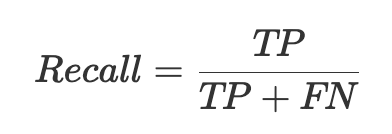 Recall = TP / TP + FN